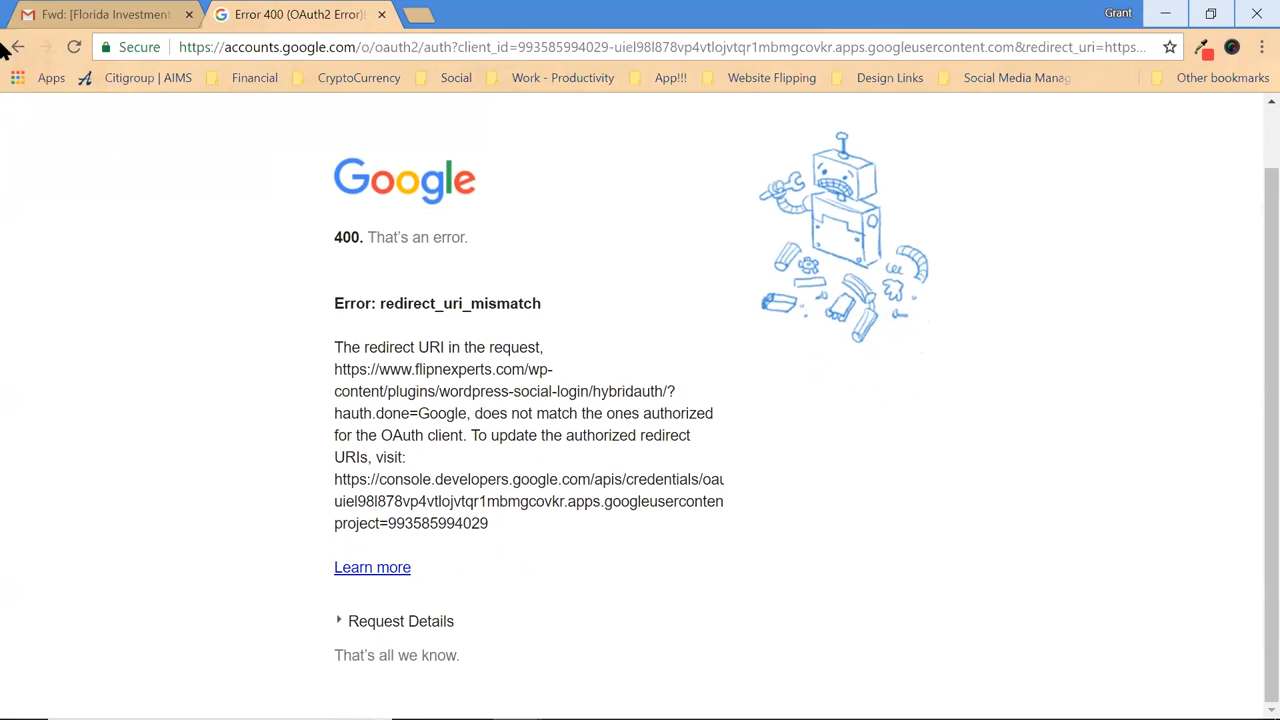 Fwd: [Florida Investment
Error 400 (OAuth2 Error)!
Grant
Secure
https://accounts.google.com/o/oauth2/auth?client_id=993585994029-uiel98l878vp4vtlojvtqr1mbmgcovkr.apps.googleusercontent.com&redirect_uri=https...
Apps
Citigroup | AIMS
Financial
CryptoCurrency
Social
Work - Productivity
App!!!
Website Flipping
Design Links
Social Media Manag
Other bookmarks
Google
400. That's an error.
Error: redirect_uri_mismatch
The redirect URI in the request,
https://www.flipnexperts.com/wp-
content/plugins/wordpress-social-login/hybridauth/?
hauth.done=Google, does not match the ones authorized
for the OAuth client. To update the authorized redirect
URIs, visit:
https://console.developers.google.com/apis/credentials/oau
uiel98l878vp4vtlojvtqr1mbmgcovkr.apps.googleuserconten
project=993585994029
Learn more
Request Details
That's all we know.